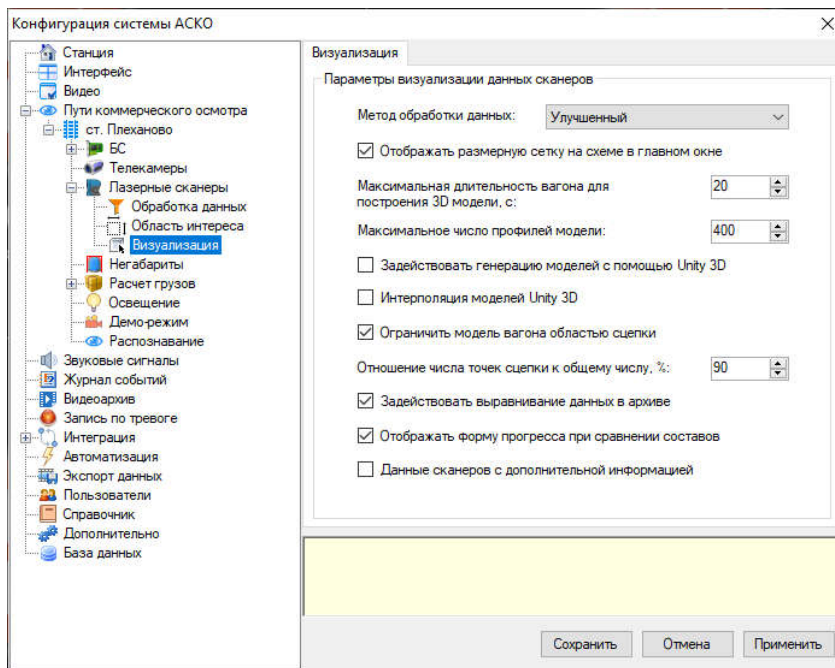 Конфигурация системы АСКО
Станция
Интерфейс
Видео
Пути коммерческого осмотра
ст. Плеханово
БС
Телекамеры
Лазерные сканеры
Обработка данных
Область интереса
Визуализация
Негабариты
Расчет грузов
Освещение
Демо-режим
Распознавание
Звуковые сигналы
Журнал событий
Видеоархив
Запись по тревоге
Интеграция
Автоматизация
Экспорт данных
Пользователи
Справочник
Дополнительно
База данных
Визуализация
Параметры визуализации данных сканеров
Метод обработки данных: Улучшенный
Отображать размерную сетку на схеме в главном окне
Максимальная длительность вагона для
построения 3D модели, с: 20
Максимальное число профилей модели: 400
Задействовать генерацию моделей с помощью Unity 3D
Интерполяция моделей Unity 3D
Ограничить модель вагона областью сцепки
Отношение числа точек сцепки к общему числу, %: 90
Задействовать выравнивание данных в архиве
Отображать форму прогресса при сравнении составов
Данные сканеров с дополнительной информацией
Сохранить Отмена Применить